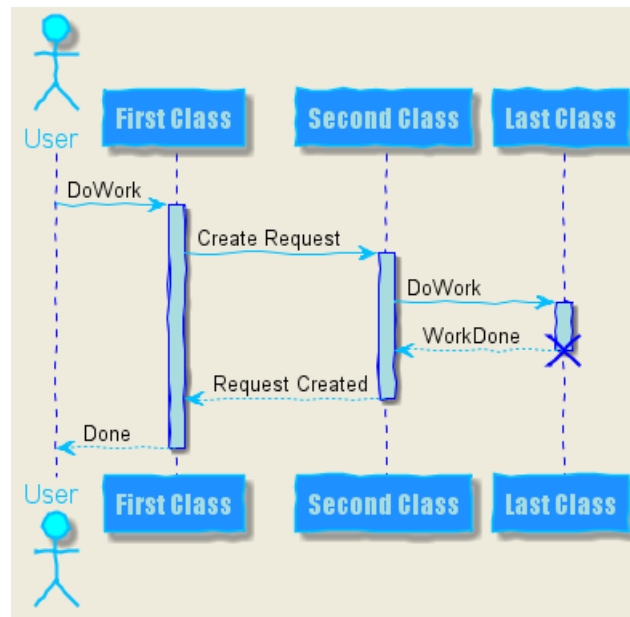 User
First Class
Second Class
Last Class
DoWork
Create Request
DoWork
WorkDone
Request Created
Done
User
First Class
Second Class
Last Class